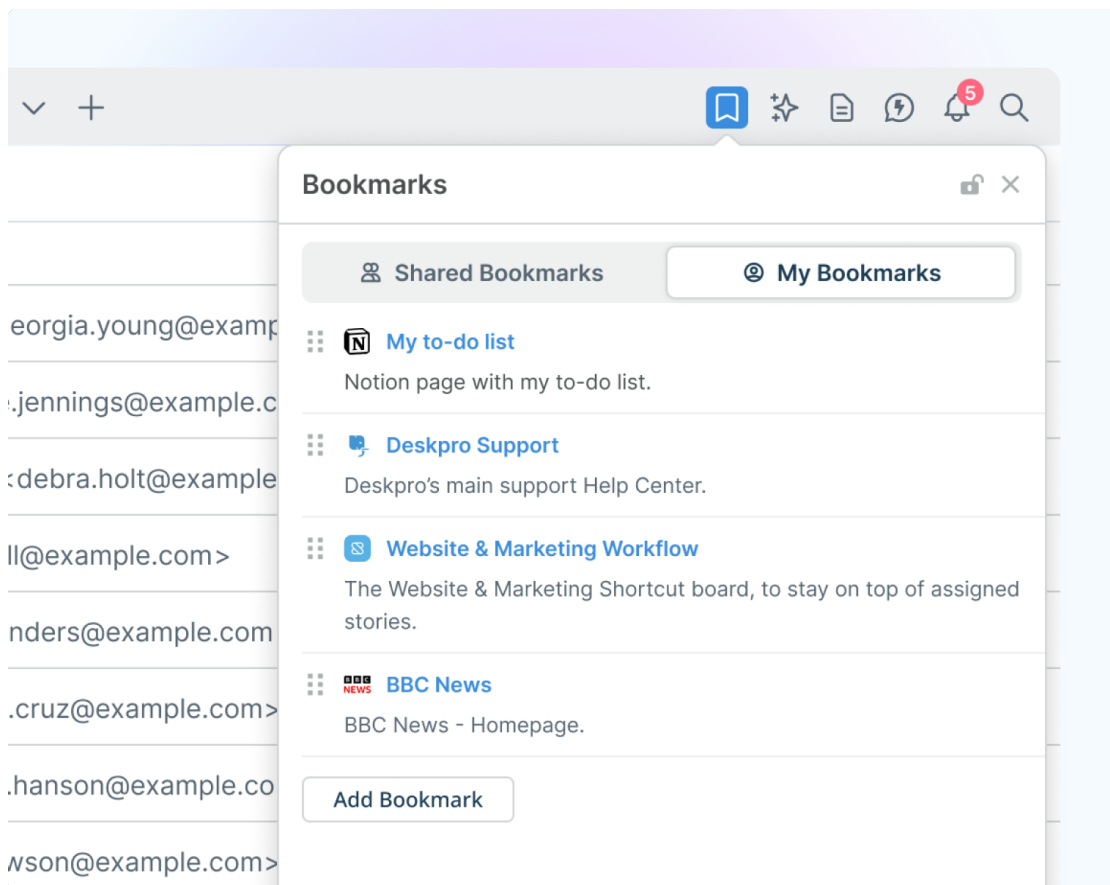 5
Bookmarks
Shared Bookmarks
My Bookmarks
My to-do list
Notion page with my to-do list.
Deskpro Support
Deskpro’s main support Help Center.
Website & Marketing Workflow
The Website & Marketing Shortcut board, to stay on top of assigned
stories.
BBC NEWS
BBC News
BBC News - Homepage.
Add Bookmark
eorgia.young@examp
.jennings@example.c
<debra.holt@example
ll@example.com>
nders@example.com
.cruz@example.com>
.hanson@example.co
wson@example.com>